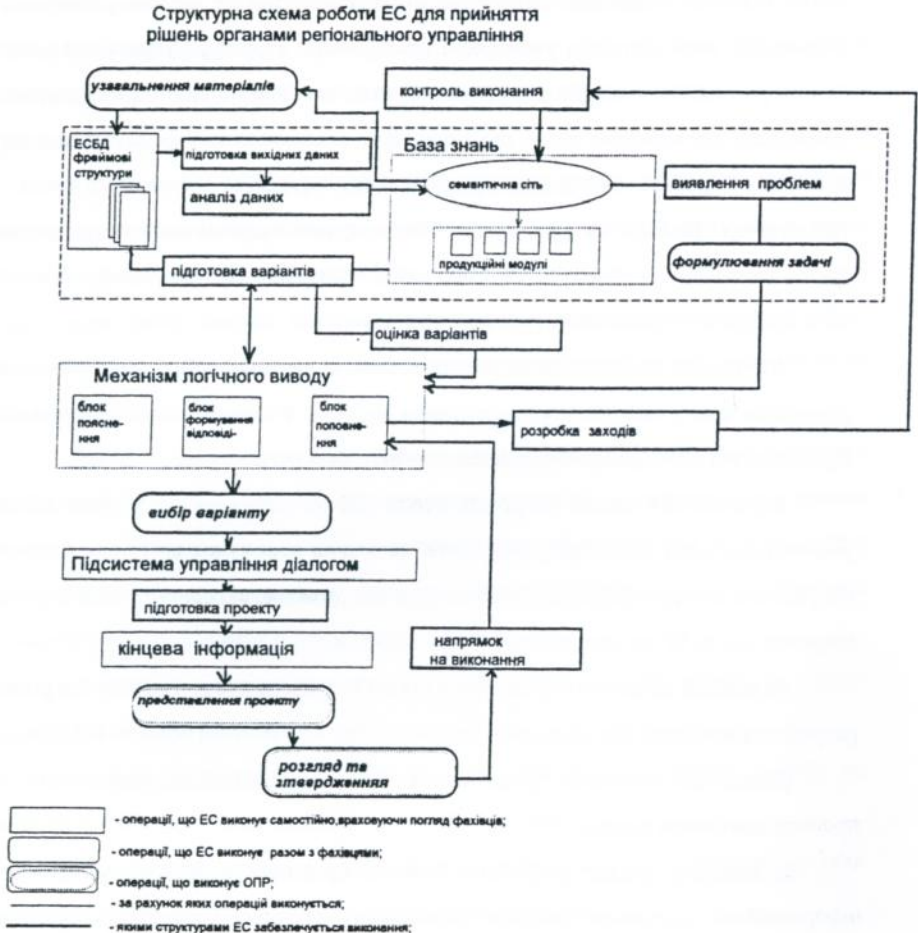 Структурна схема роботи ЕС для прийняття
рішень органами регіонального управління
узагальнення матеріалів
контроль виконання
ЕСБД
фреймові
структури
підготовка вихідних даних
аналіз даних
База знань
семантична сіть
продукційні модулі
виявлення проблем
формулювання задачі
підготовка варіантів
оцінка варіантів
Механізм логічного виводу
блок
поясне-
ння
блок
формування
відповіді-
блок
поповне-
ння
розробка заходів
вибір варіанту
Підсистема управління діалогом
підготовка проекту
кінцева інформація
напрямок
на виконання
представлення проекту
розгляд та
зтвердженняя
- операції, що ЕС виконує самостійно,враховуючи погляд фахівців;
- операції, що ЕС виконує разом з фахівцями;
- операції, що виконує ОПР;
- за рахунок яких операцій виконується;
- якими структурами ЕС забезпечується виконання;